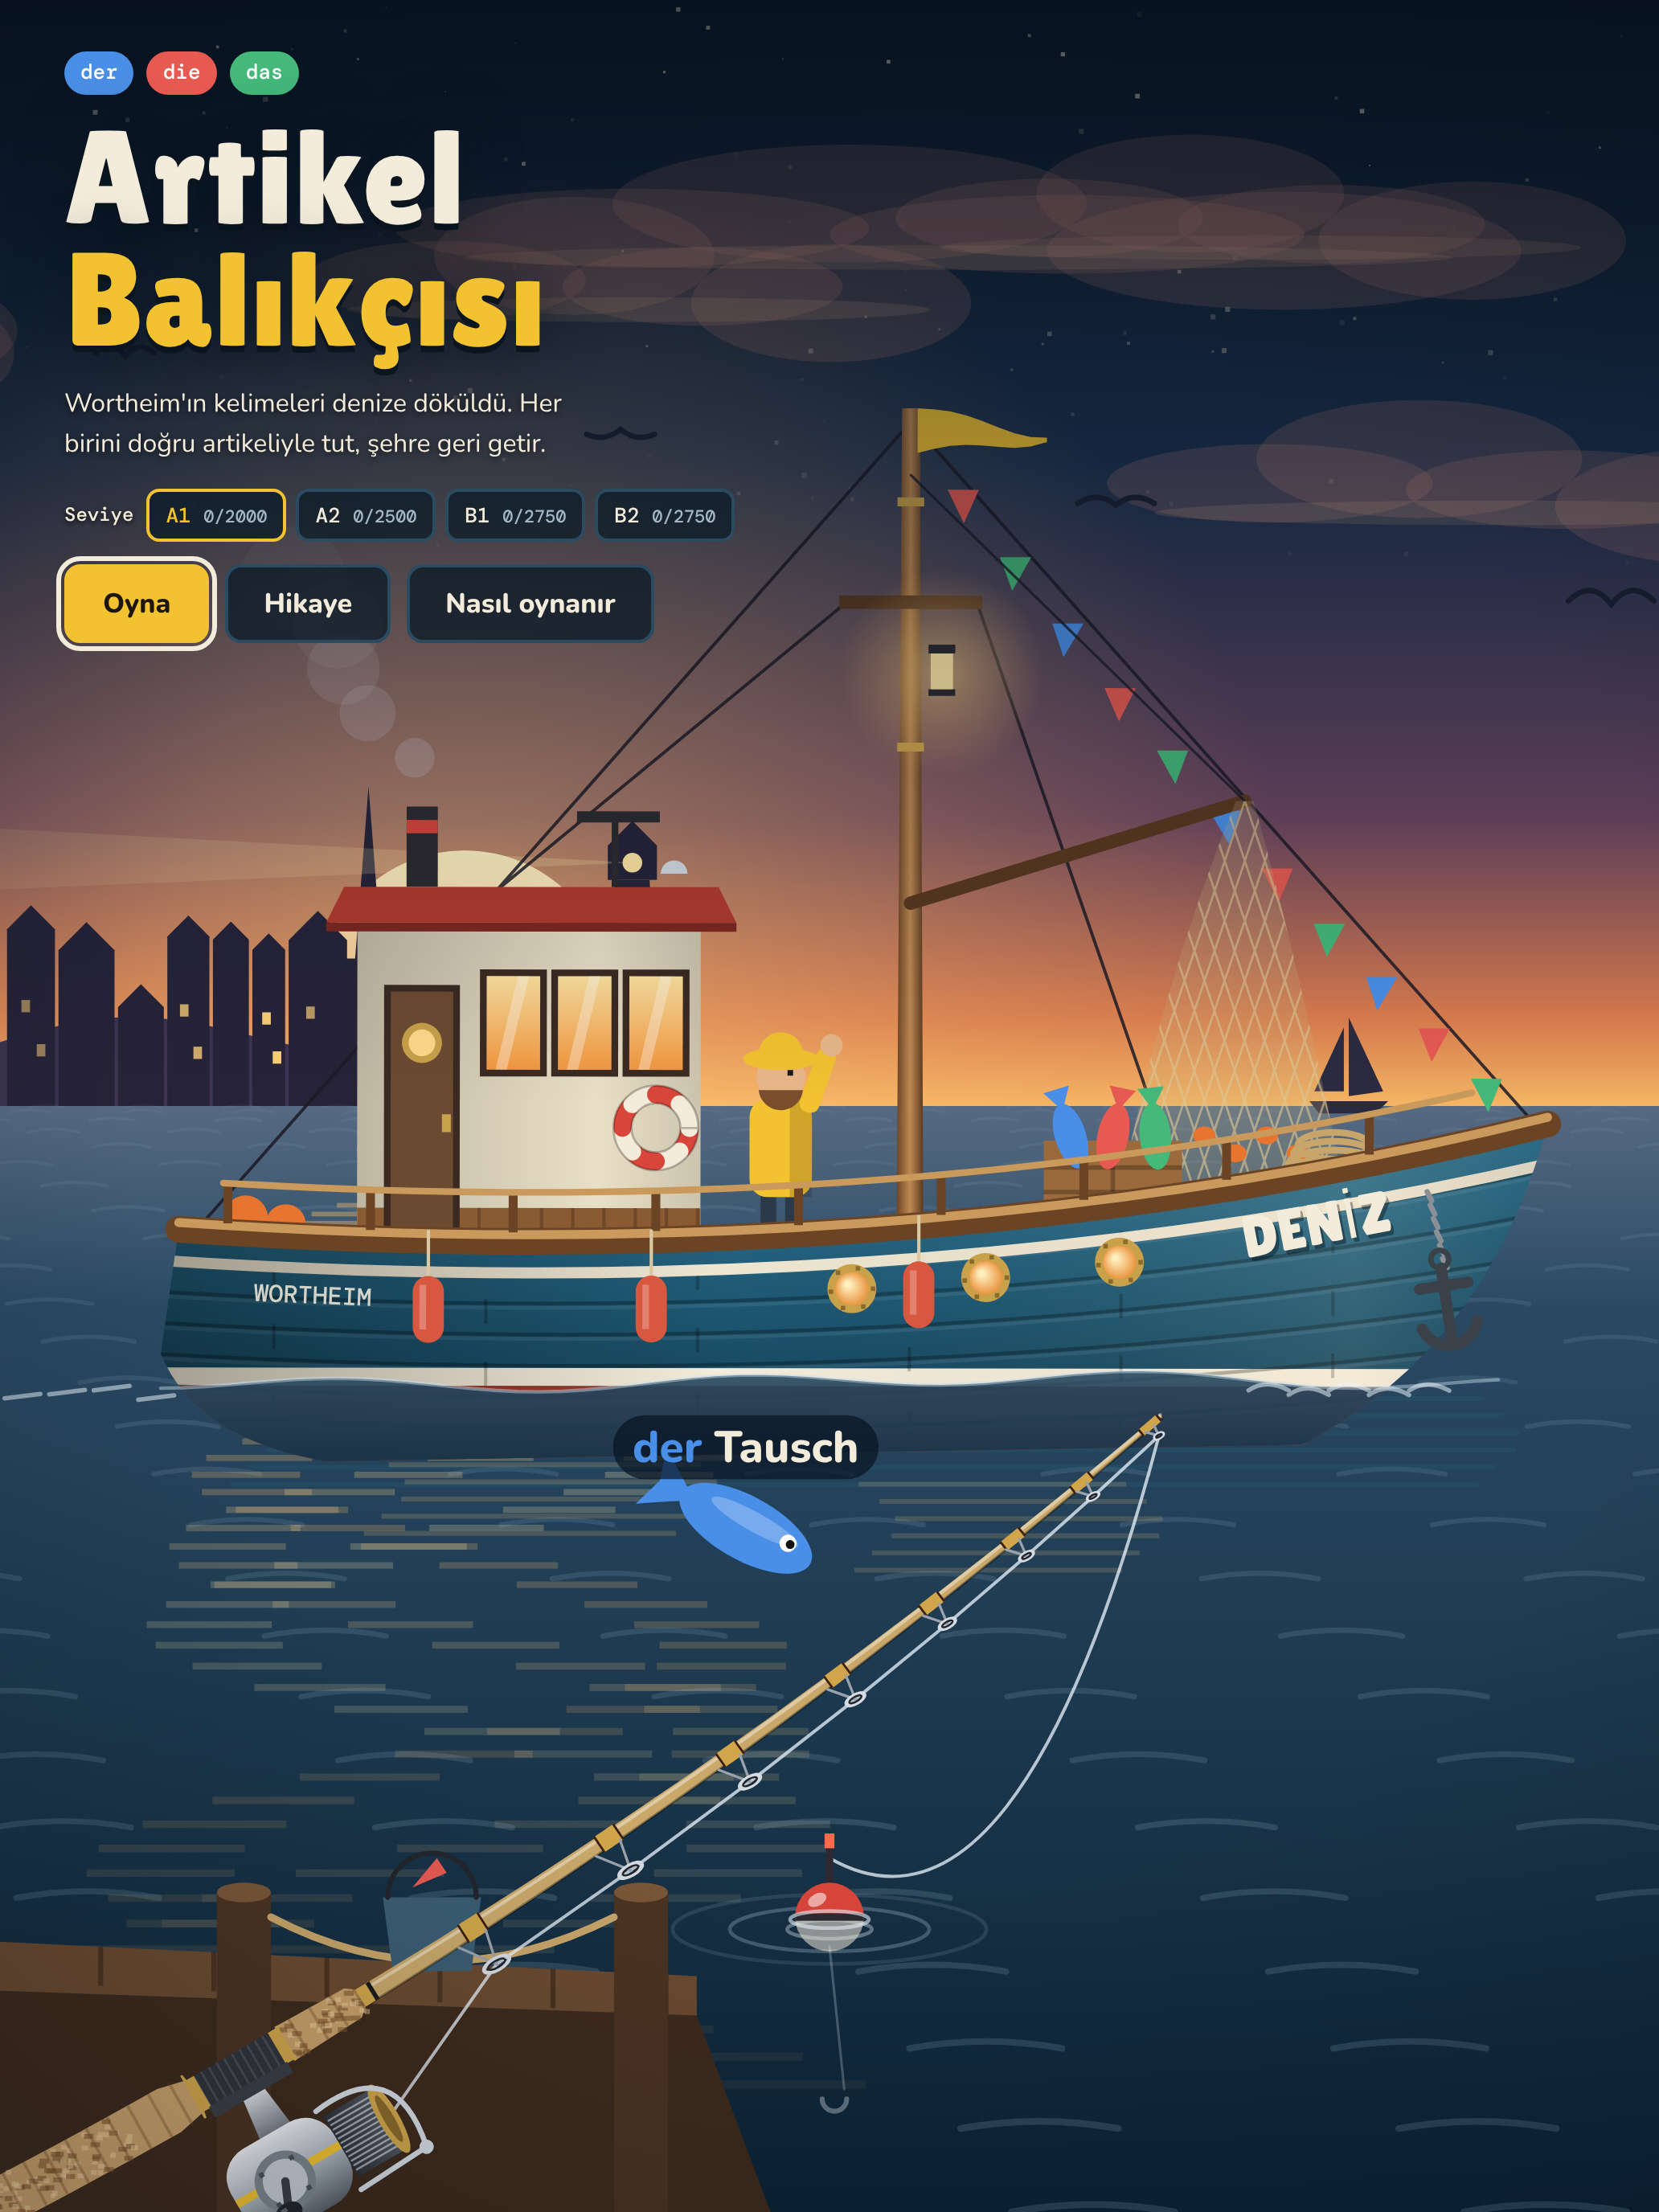 der die das
Artikel
Balıkçısı
Wortheim'ın kelimeleri denize döküldü. Her
birini doğru artikeliyle tut, şehre geri getir.
Seviye A1 0/2000 A2 0/2500 B1 0/2750 B2 0/2750
Oyna Hikaye Nasıl oynanır
DENİZ
WORTHEIM
der Tausch